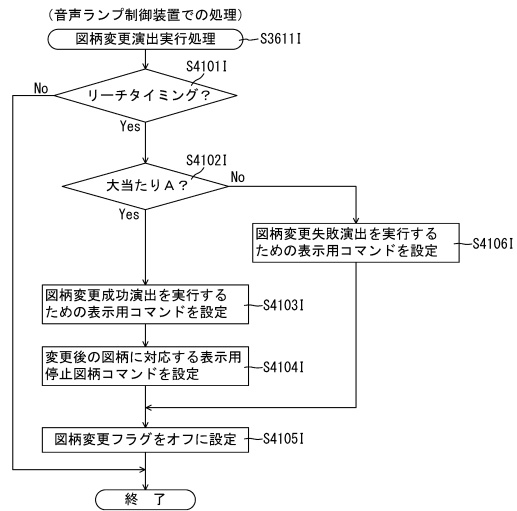 (音声ランプ制御装置での処理)
図柄変更演出実行処理 S3611I
S4101I
リーチタイミング?
No
Yes
S4102I
大当たりA?
No
Yes
図柄変更失敗演出を実行する
ための表示用コマンドを設定
S4106I
図柄変更成功演出を実行する
ための表示用コマンドを設定
S4103I
変更後の図柄に対応する表示用
停止図柄コマンドを設定
S4104I
図柄変更フラグをオフに設定 S4105I
終 了